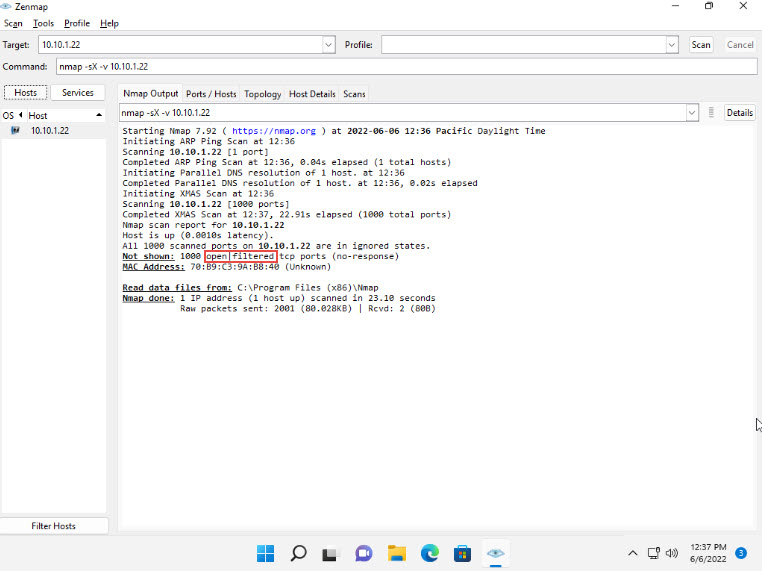 Zenmap
Scan Tools Profile Help
Target: 10.10.1.22 Profile: Scan Cancel
Command: nmap -sX -v 10.10.1.22
Hosts Services
Nmap Output Ports / Hosts Topology Host Details Scans
OS Host
nmap -sX -v 10.10.1.22 Details
10.10.1.22
Starting Nmap 7.92 ( https://nmap.org ) at 2022-06-06 12:36 Pacific Daylight Time
Initiating ARP Ping Scan at 12:36
Scanning 10.10.1.22 [1 port]
Completed ARP Ping Scan at 12:36, 0.04s elapsed (1 total hosts)
Initiating Parallel DNS resolution of 1 host. at 12:36
Completed Parallel DNS resolution of 1 host. at 12:36, 0.02s elapsed
Initiating XMAS Scan at 12:36
Scanning 10.10.1.22 [1000 ports]
Completed XMAS Scan at 12:37, 22.91s elapsed (1000 total ports)
Nmap scan report for 10.10.1.22
Host is up (0.0010s latency).
All 1000 scanned ports on 10.10.1.22 are in ignored states.
Not shown: 1000 open|filtered tcp ports (no-response)
MAC Address: 70:B9:C3:9A:B8:40 (Unknown)
Read data files from: C:\Program Files (x86)\Nmap
Nmap done: 1 IP address (1 host up) scanned in 23.10 seconds
Raw packets sent: 2001 (80.028KB) | Rcvd: 2 (80B)
Filter Hosts
12:37 PM
6/6/2022
3